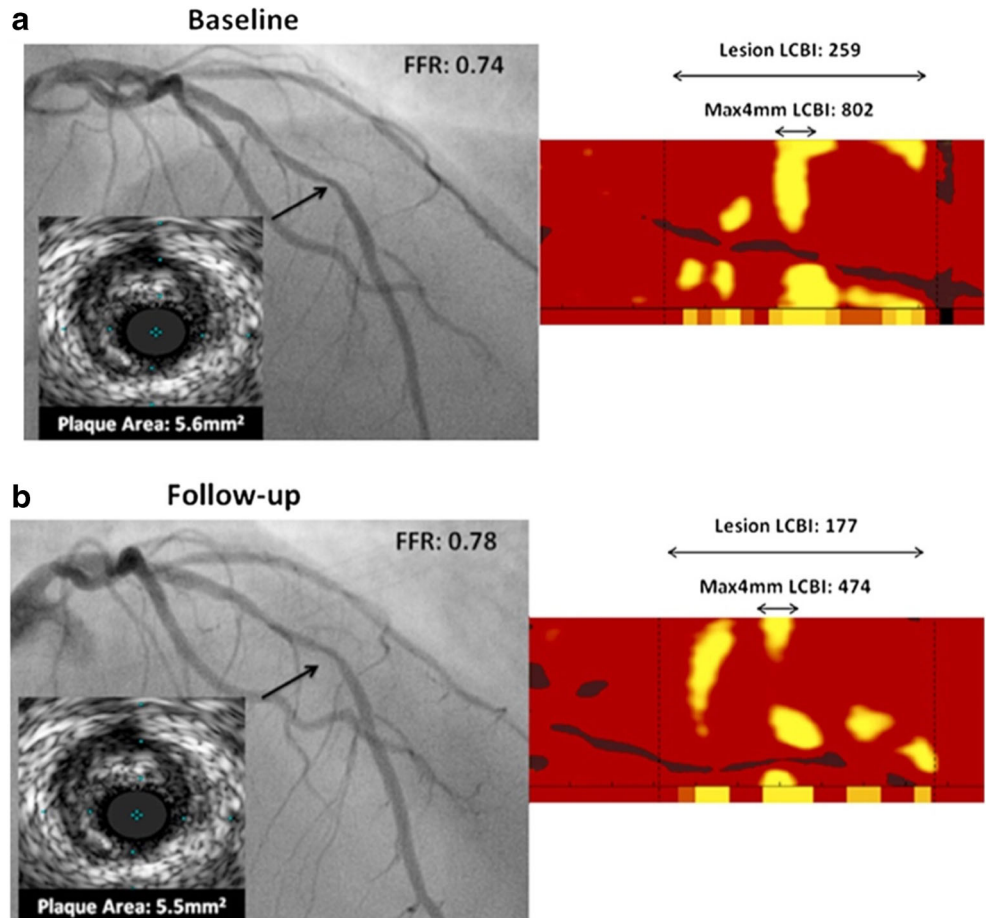 a
Baseline
FFR: 0.74
Plaque Area: 5.6mm²
Lesion LCBI: 259
Max4mm LCBI: 802
b
Follow-up
FFR: 0.78
Plaque Area: 5.5mm²
Lesion LCBI: 177
Max4mm LCBI: 474